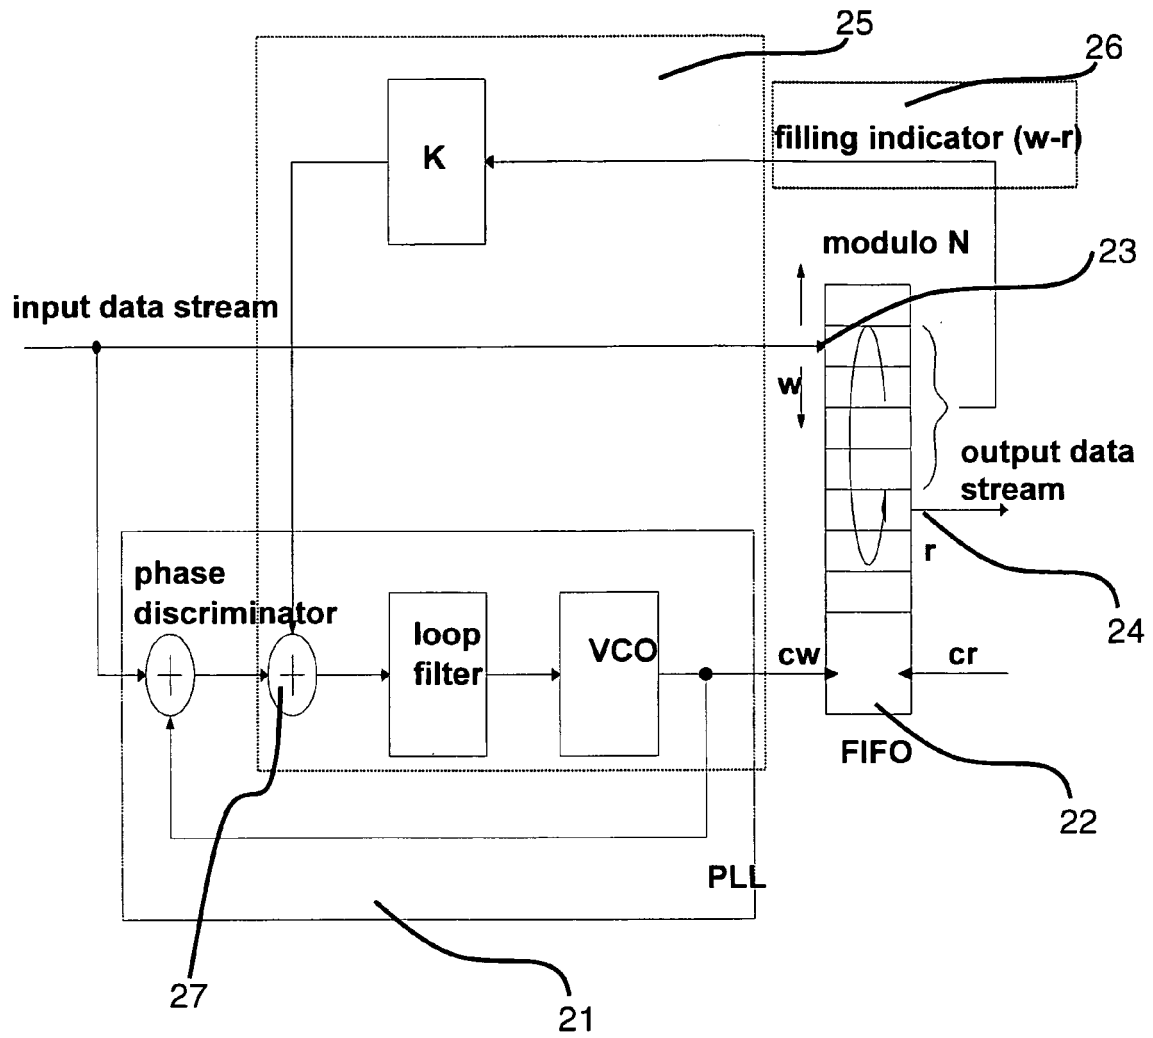 25
26
filling indicator (w-r)
K
modulo N
23
input data stream
w
output data
stream
r
phase
discriminator
loop
filter
VCO
cw
cr
24
FIFO
22
PLL
27
21